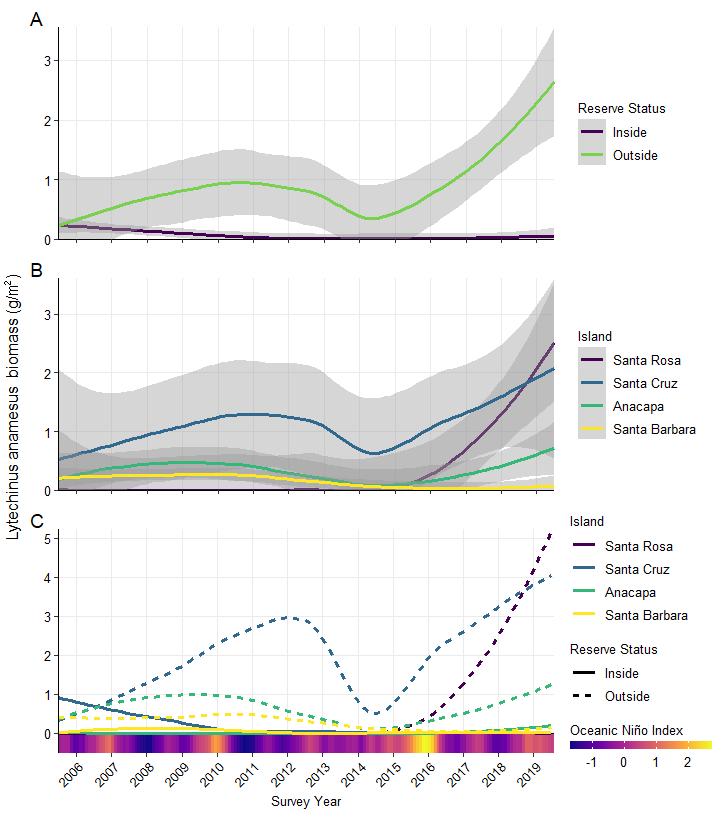 A
3
2
1
0
Reserve Status
Inside
Outside
B
3
2
1
0
Island
Santa Rosa
Santa Cruz
Anacapa
Santa Barbara
Lytechinus anamesus biomass (g/m²)
C
5
4
3
2
1
0
2006 2007 2008 2009 2010 2011 2012 2013 2014 2015 2016 2017 2018 2019
Survey Year
Island
Santa Rosa
Santa Cruz
Anacapa
Santa Barbara
Reserve Status
Inside
Outside
Oceanic Niño Index
-1 0 1 2